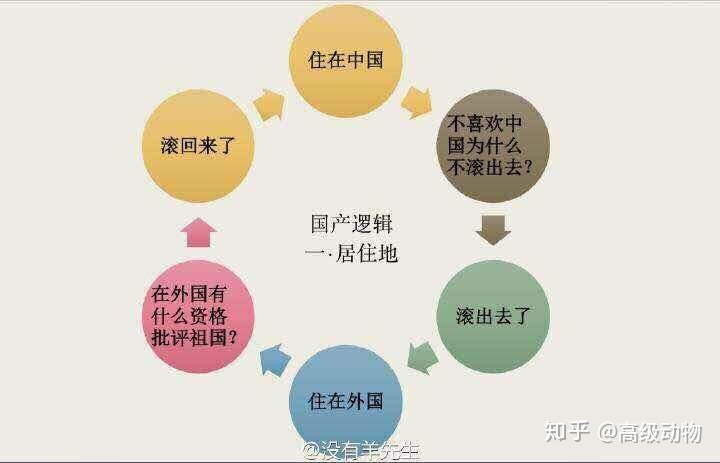 住在中国
不喜欢中
国为什么
不滚出去?
滚出去了
住在外国
在外国有
什么资格
批评祖国?
滚回来了
国产逻辑
一·居住地
@没有羊先生
知乎 @高级动物